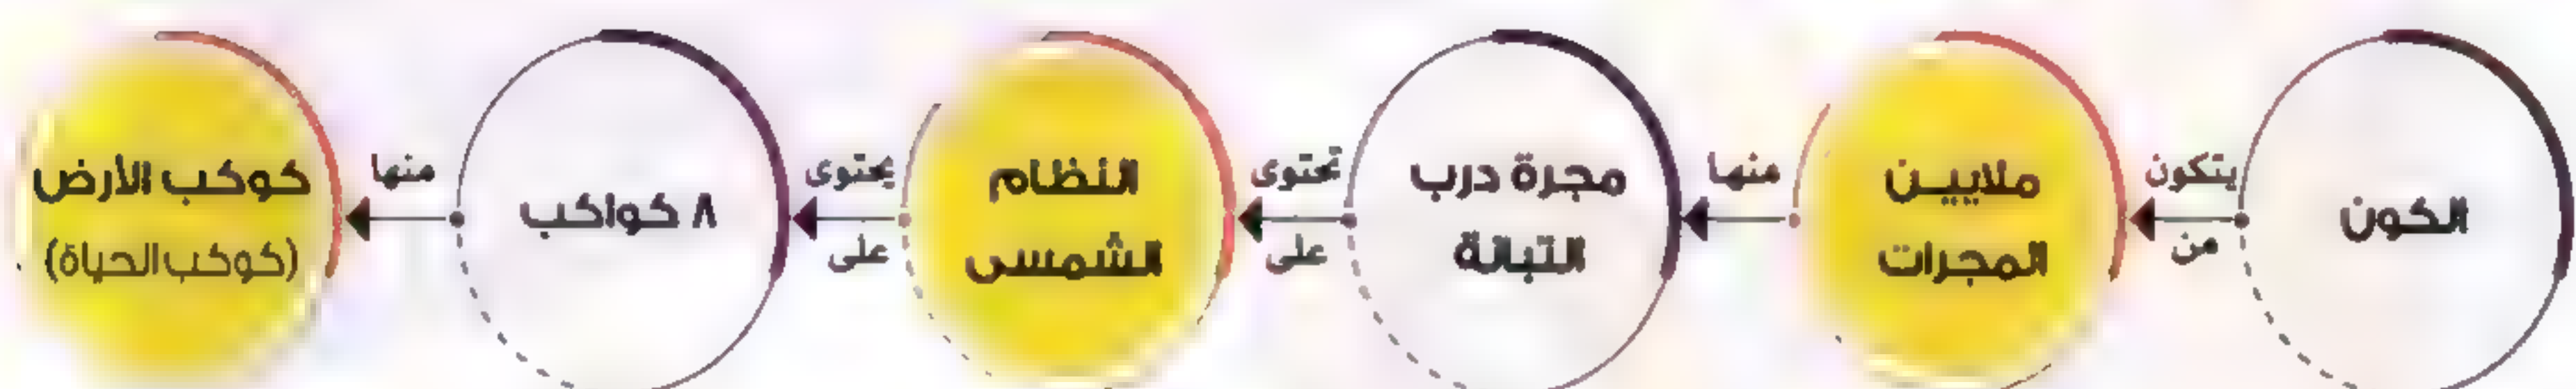 الكون
يتكون
من
ملايين
المجرات
منها
مجرة درب
التبانة
تحتوى
على
النظام
الشمسى
يحتوى
على
٨ كواكب
منها
كوكب الأرض
(كوكب الحياة)